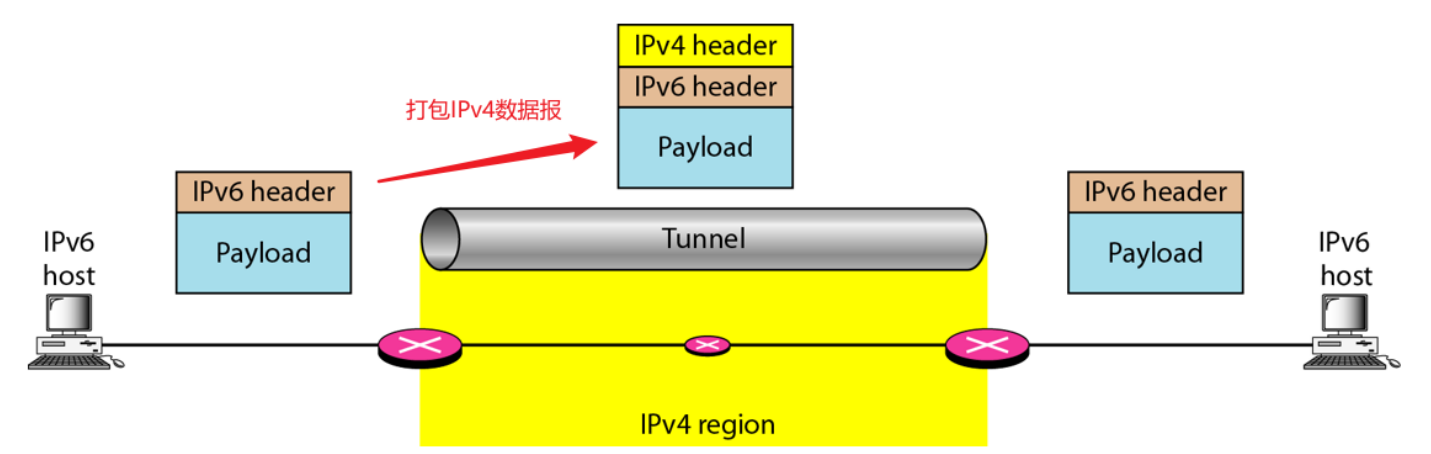 IPv4 header
IPv6 header
Payload
打包IPv4数据报
IPv6 header
Payload
IPv6
host
Tunnel
IPv6 header
Payload
IPv6
host
IPv4 region